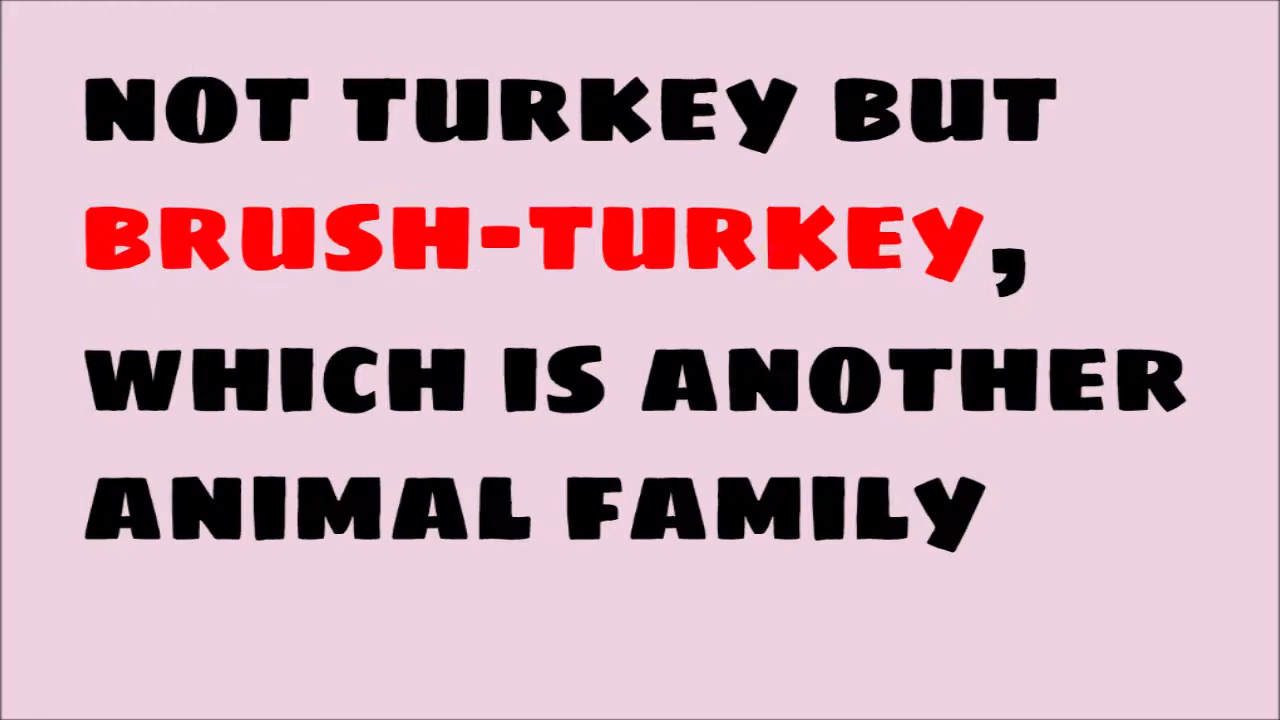 NOT TURKEY BUT
BRUSH-TURKEY,
WHICH IS ANOTHER
ANIMAL FAMILY